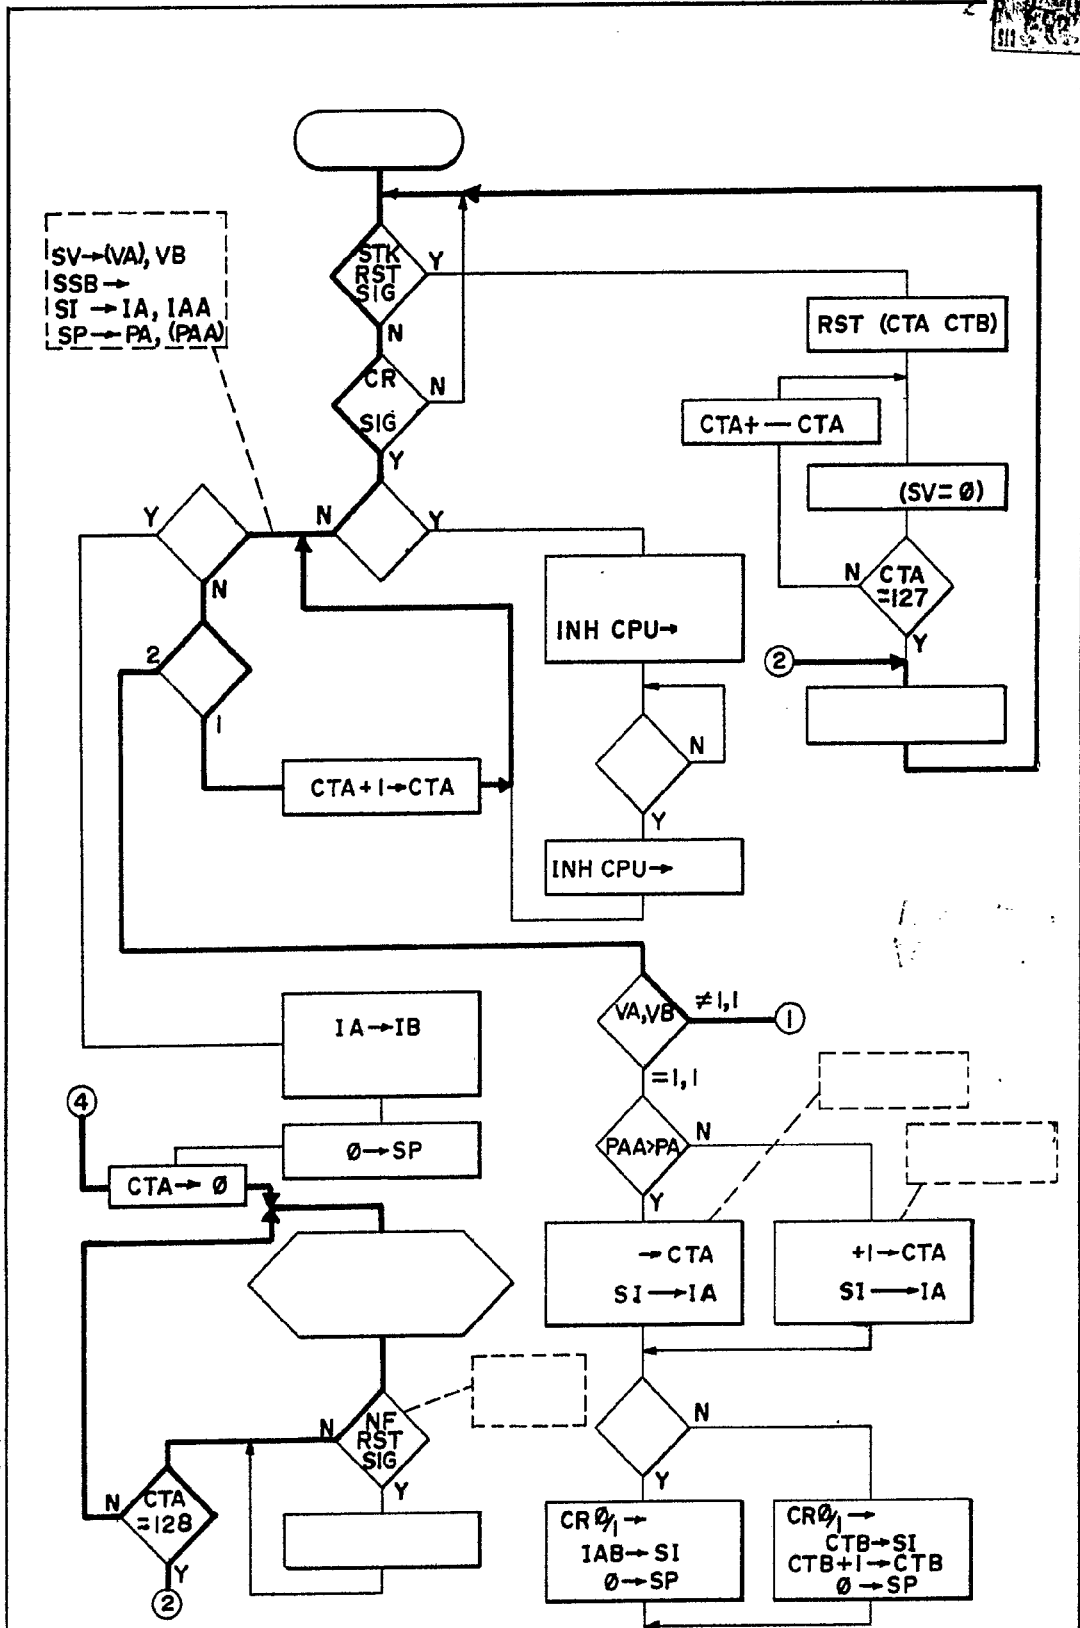 STK
RST
SIG
Y
N
SV→(VA), VB
SSB→
SI →IA, IAA
SP→PA, (PAA)
CR
SIG
N
Y
RST (CTA CTB)
CTA+ — CTA
(SV=Ø)
CTA
=127
N
Y
2
N
Y
Y
N
INH CPU→
2
1
N
Y
CTA+1→CTA
INH CPU→
VA,VB
≠1,1
1
=1,1
IA→IB
4
Ø→SP
CTA→ Ø
PAA>PA
N
Y
→CTA
SI→IA
+1→CTA
SI→IA
NF
RST
SIG
N
Y
N
Y
CTA
=128
N
Y
2
CRØ/1→
IAB→SI
Ø→SP
CRØ/1→
CTB→SI
CTB+1→CTB
Ø→SP